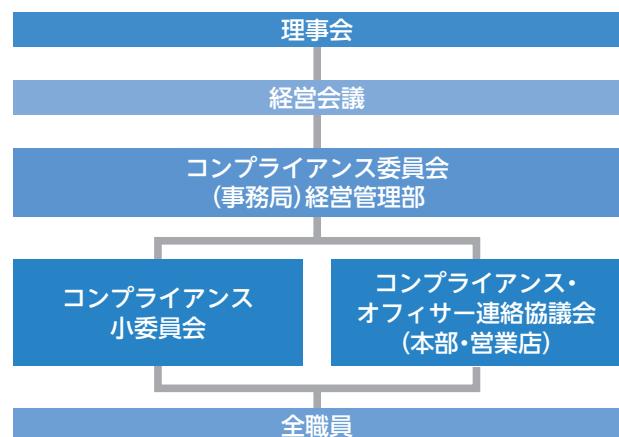 理事会
経営会議
コンプライアンス委員会
(事務局)経営管理部
コンプライアンス
小委員会
コンプライアンス・
オフィサー連絡協議会
(本部・営業店)
全職員